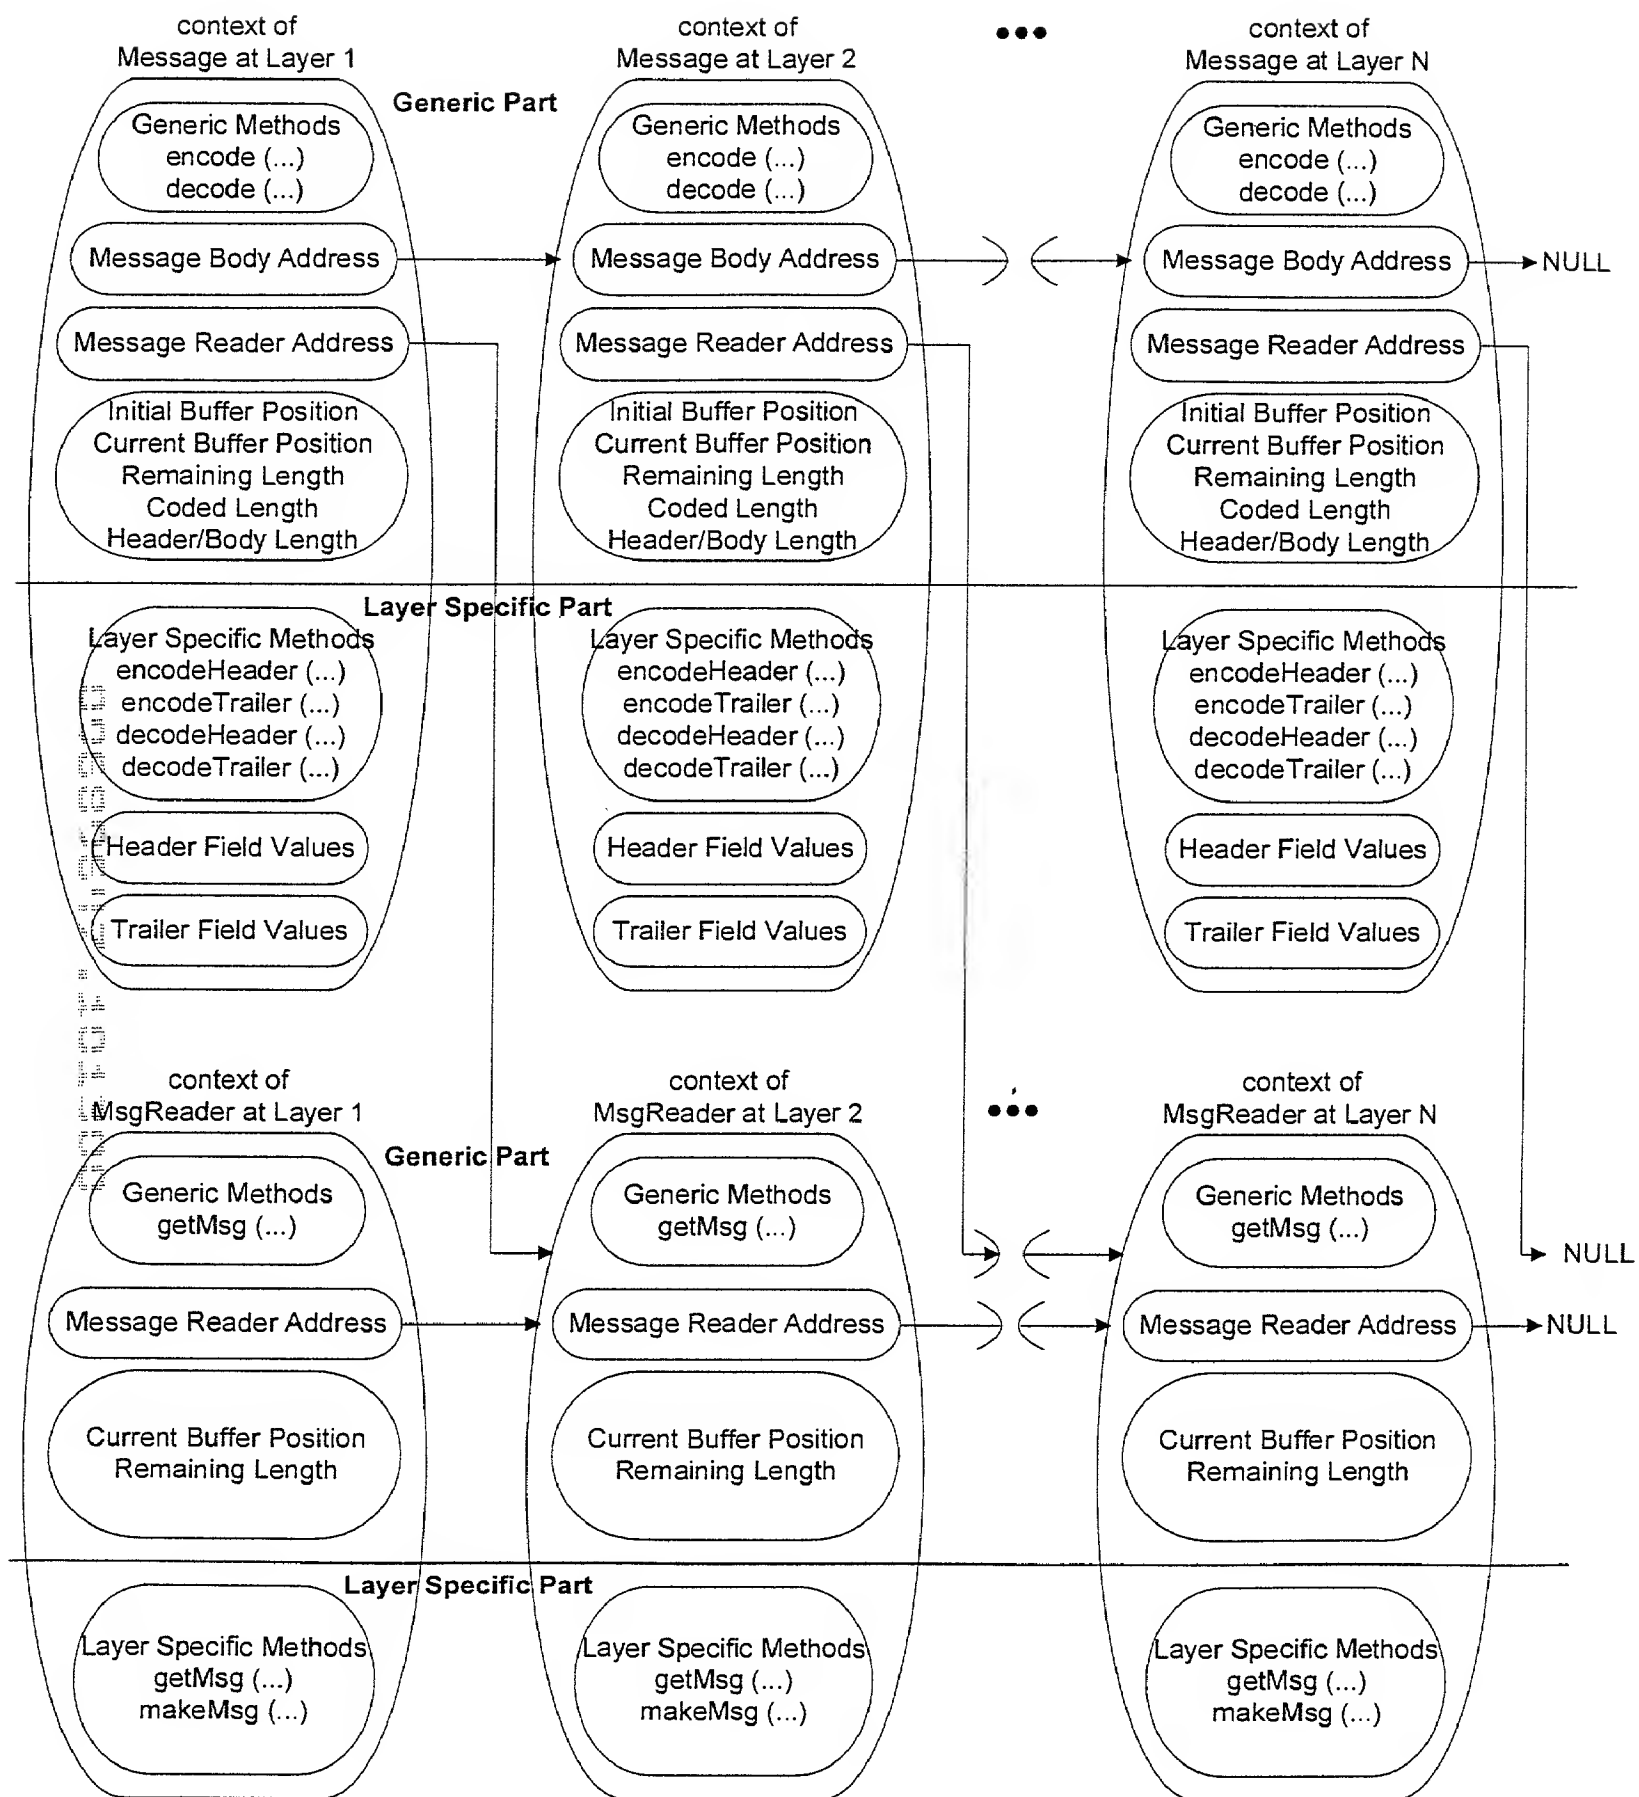 context of
Message at Layer 1
context of
Message at Layer 2
•••
context of
Message at Layer N
Generic Part
Generic Methods
encode (...)
decode (...)
Generic Methods
encode (...)
decode (...)
Generic Methods
encode (...)
decode (...)
Message Body Address
Message Body Address
Message Body Address
NULL
Message Reader Address
Message Reader Address
Message Reader Address
Initial Buffer Position
Current Buffer Position
Remaining Length
Coded Length
Header/Body Length
Initial Buffer Position
Current Buffer Position
Remaining Length
Coded Length
Header/Body Length
Initial Buffer Position
Current Buffer Position
Remaining Length
Coded Length
Header/Body Length
Layer Specific Part
Layer Specific Methods
encodeHeader (...)
encodeTrailer (...)
decodeHeader (...)
decodeTrailer (...)
Layer Specific Methods
encodeHeader (...)
encodeTrailer (...)
decodeHeader (...)
decodeTrailer (...)
Layer Specific Methods
encodeHeader (...)
encodeTrailer (...)
decodeHeader (...)
decodeTrailer (...)
Header Field Values
Header Field Values
Header Field Values
Trailer Field Values
Trailer Field Values
Trailer Field Values
context of
MsgReader at Layer 1
context of
MsgReader at Layer 2
•••
context of
MsgReader at Layer N
Generic Part
Generic Methods
getMsg (...)
Generic Methods
getMsg (...)
Generic Methods
getMsg (...)
NULL
Message Reader Address
Message Reader Address
Message Reader Address
NULL
Current Buffer Position
Remaining Length
Current Buffer Position
Remaining Length
Current Buffer Position
Remaining Length
Layer Specific Part
Layer Specific Methods
getMsg (...)
makeMsg (...)
Layer Specific Methods
getMsg (...)
makeMsg (...)
Layer Specific Methods
getMsg (...)
makeMsg (...)